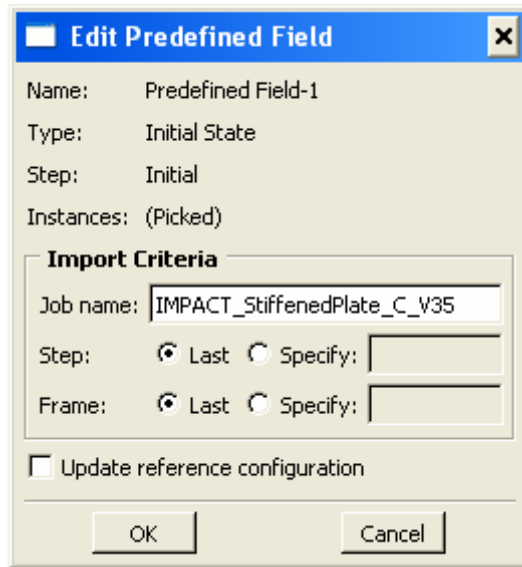 Edit Predefined Field
Name: Predefined Field-1
Type: Initial State
Step: Initial
Instances: (Picked)
Import Criteria
Job name: IMPACT_StiffenedPlate_C_V35
Step: Last Specify:
Frame: Last Specify:
Update reference configuration
OK Cancel